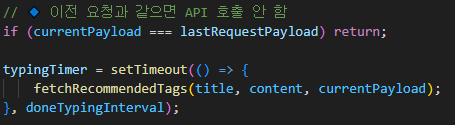 // 🔹 이전 요청과 같으면 API 호출 안 함
if (currentPayload === lastRequestPayload) return;
typingTimer = setTimeout(() => {
fetchRecommendedTags(title, content, currentPayload);
}, doneTypingInterval);